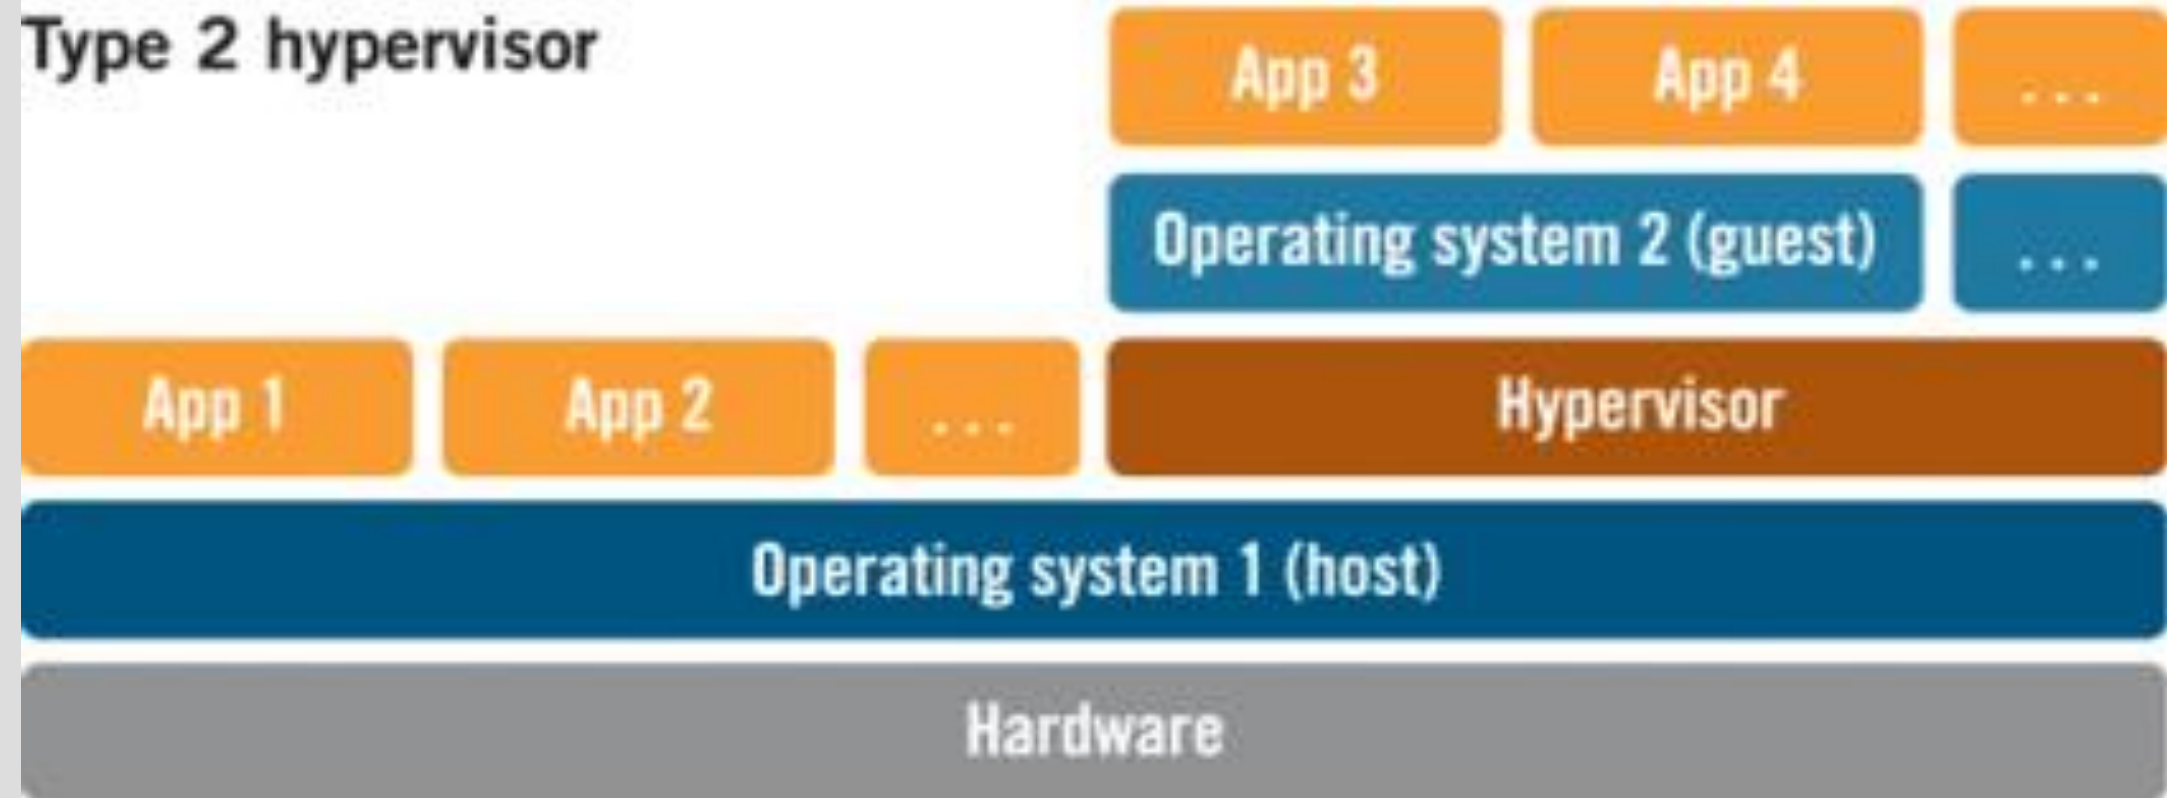 Type 2 hypervisor
App 3
App 4
...
Operating system 2 (guest)
...
App 1
App 2
...
Hypervisor
Operating system 1 (host)
Hardware